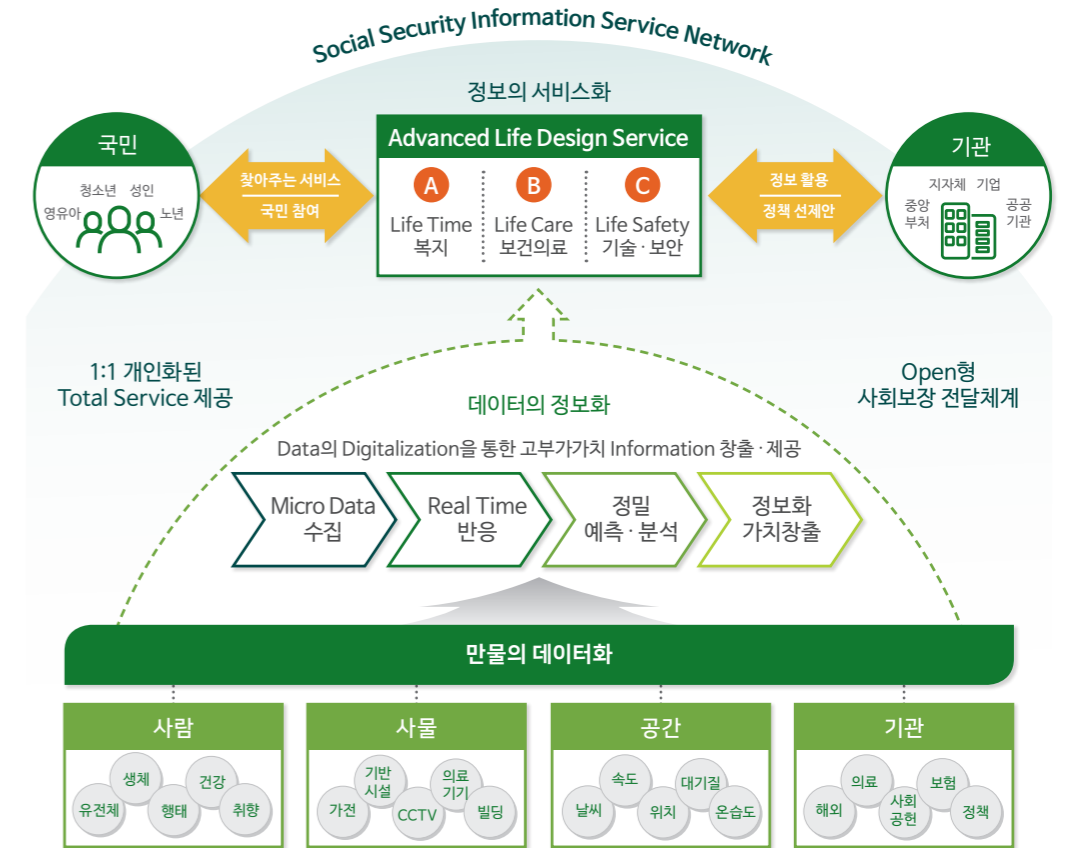 Social Security Information Service Network
정보의 서비스화
국민
청소년 성인
영유아
노년
찾아주는 서비스
국민 참여
Advanced Life Design Service
A
Life Time
복지
B
Life Care
보건의료
C
Life Safety
기술 · 보안
정보 활용
정책 선제안
기관
지자체 기업
중앙
부처
공공
기관
1:1 개인화된
Total Service 제공
Open형
사회보장 전달체계
데이터의 정보화
Data의 Digitalization을 통한 고부가가치 Information 창출 · 제공
Micro Data
수집
Real Time
반응
정밀
예측 · 분석
정보화
가치창출
만물의 데이터화
사람
유전체
생체
행태
건강
취향
사물
가전
기반
시설
CCTV
의료
기기
빌딩
공간
날씨
속도
위치
대기질
온습도
기관
해외
의료
사회
공헌
보험
정책